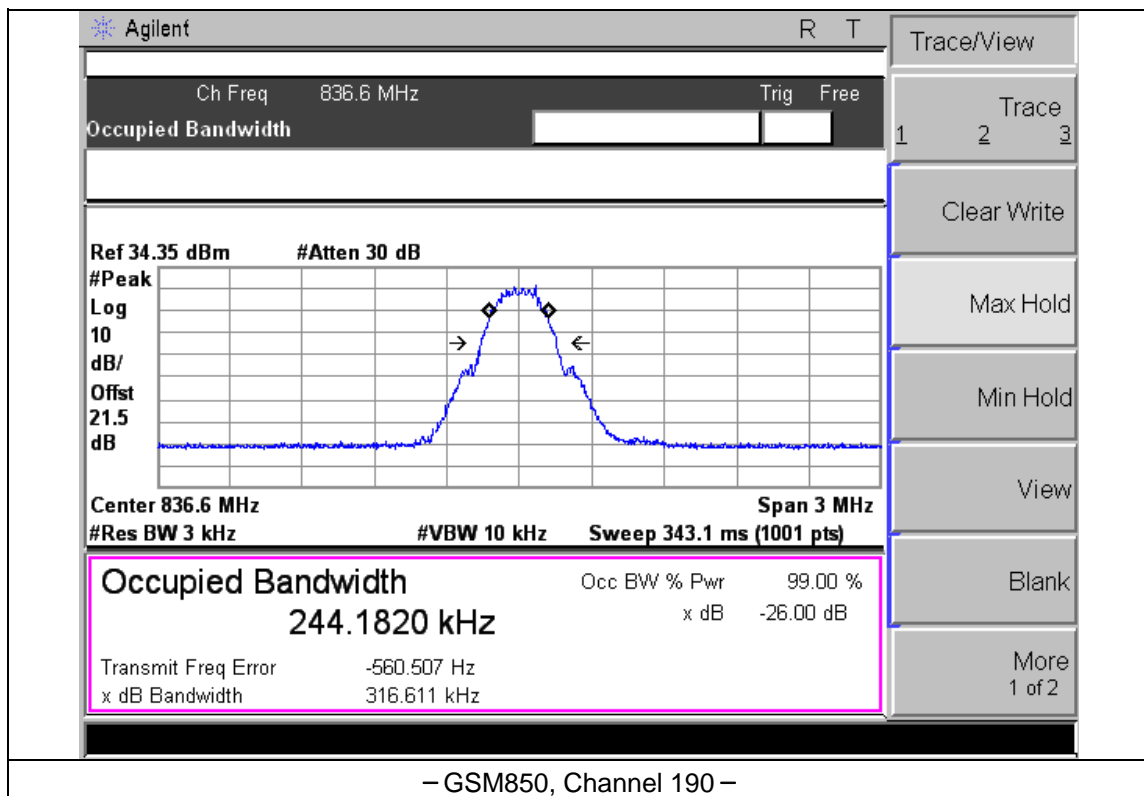 Agilent R T
Trace/View
Ch Freq 836.6 MHz Trig Free
Occupied Bandwidth
Trace
1 2 3
Clear Write
Max Hold
Min Hold
View
Blank
More
1 of 2
Ref 34.35 dBm #Atten 30 dB
#Peak
Log
10
dB/
Offst
21.5
dB
Center 836.6 MHz Span 3 MHz
#Res BW 3 kHz #VBW 10 kHz Sweep 343.1 ms (1001 pts)
Occupied Bandwidth Occ BW % Pwr 99.00 %
244.1820 kHz x dB -26.00 dB
Transmit Freq Error -560.507 Hz
x dB Bandwidth 316.611 kHz
–GSM850, Channel 190–